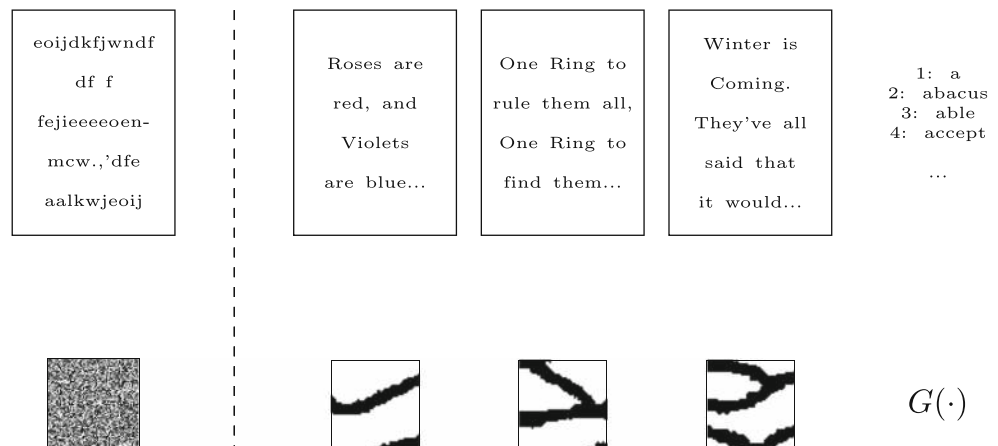 eoijdkfjwndf
df f
fejieeeeoen-
mcw.,'dfe
aalkwjeoij
Roses are
red, and
Violets
are blue...
One Ring to
rule them all,
One Ring to
find them...
Winter is
Coming.
They've all
said that
it would...
1: a
2: abacus
3: able
4: accept
...
G(·)